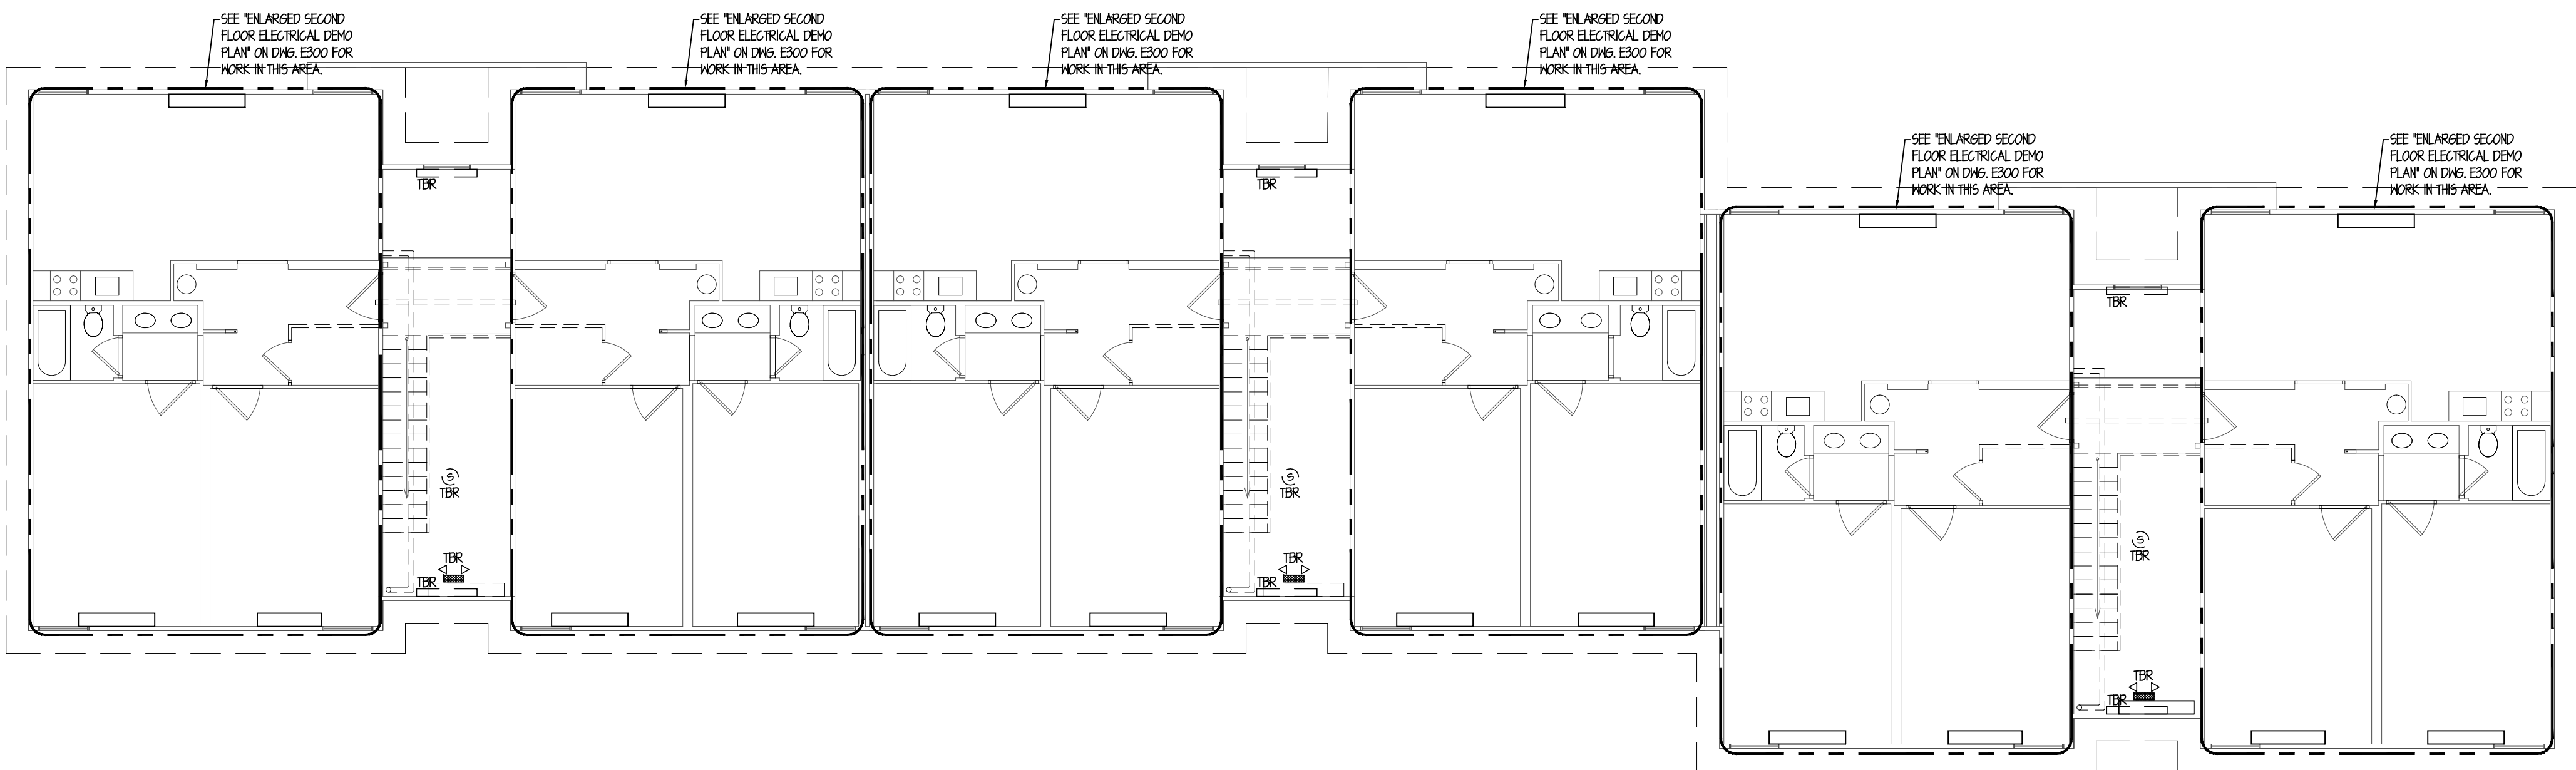 SEE "ENLARGED SECOND
FLOOR ELECTRICAL DEMO
PLAN" ON DWG. E300 FOR
WORK IN THIS AREA.
SEE "ENLARGED SECOND
FLOOR ELECTRICAL DEMO
PLAN" ON DWG. E300 FOR
WORK IN THIS AREA.
SEE "ENLARGED SECOND
FLOOR ELECTRICAL DEMO
PLAN" ON DWG. E300 FOR
WORK IN THIS AREA.
SEE "ENLARGED SECOND
FLOOR ELECTRICAL DEMO
PLAN" ON DWG. E300 FOR
WORK IN THIS AREA.
SEE "ENLARGED SECOND
FLOOR ELECTRICAL DEMO
PLAN" ON DWG. E300 FOR
WORK IN THIS AREA.
SEE "ENLARGED SECOND
FLOOR ELECTRICAL DEMO
PLAN" ON DWG. E300 FOR
WORK IN THIS AREA.
TBR
TBR
TBR
S
TBR
S
TBR
S
TBR
TBR
TBR
TBR
TBR
TBR
TBR